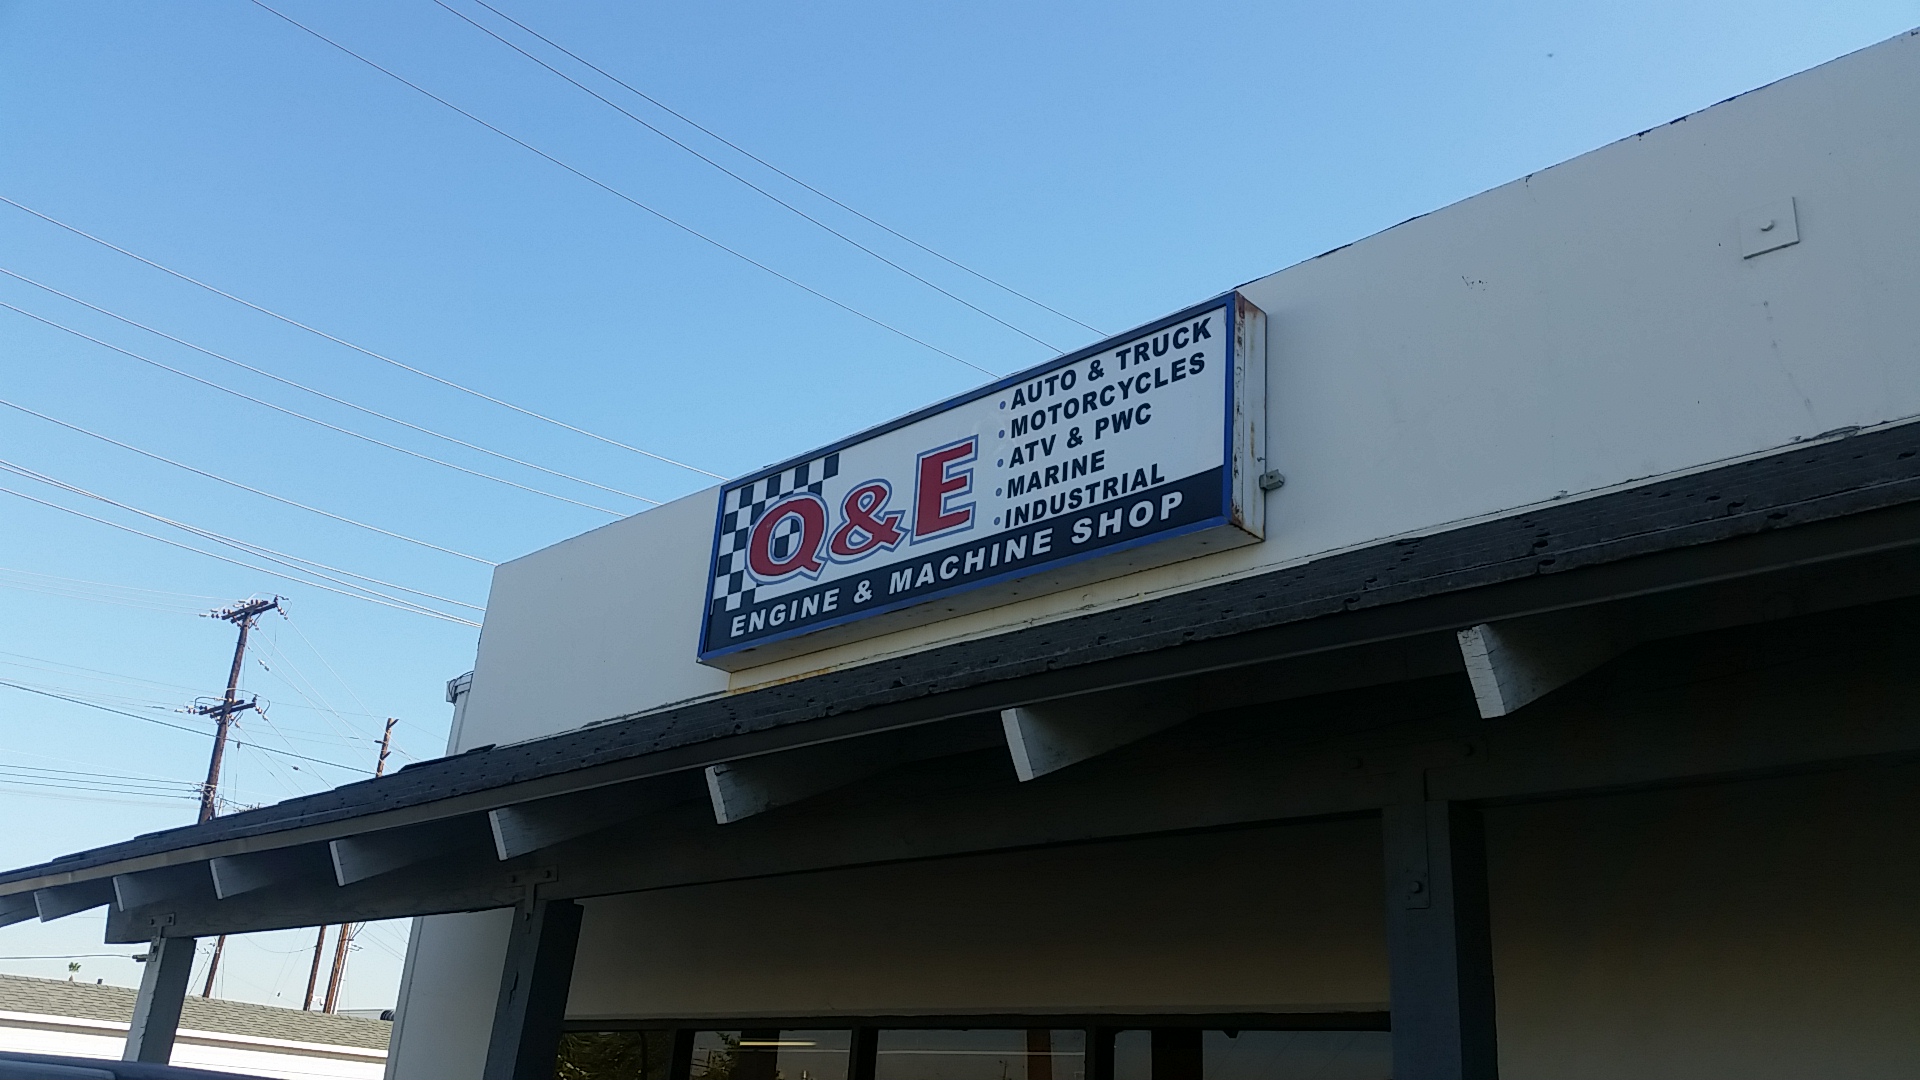 Q&E
• AUTO & TRUCK
• MOTORCYCLES
• ATV & PWC
• MARINE
• INDUSTRIAL
ENGINE & MACHINE SHOP